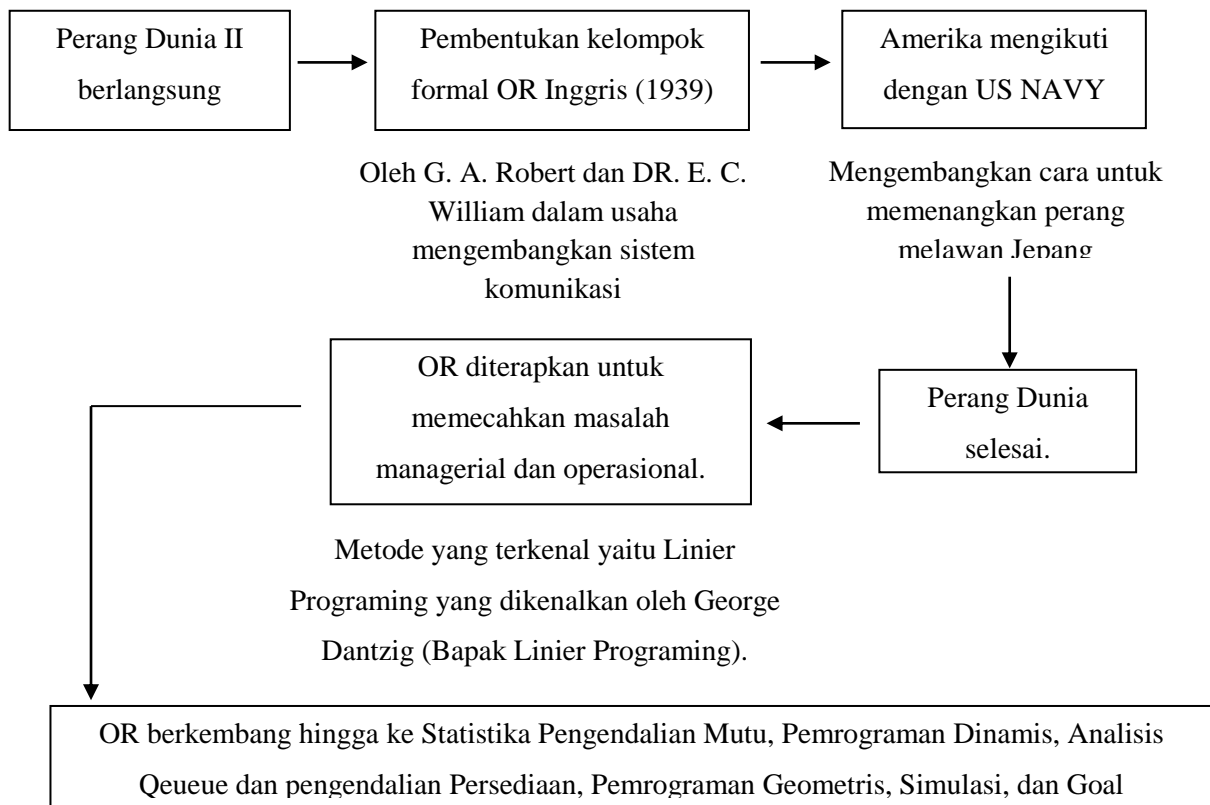 Perang Dunia II
berlangsung
Pembentukan kelompok
formal OR Inggris (1939)
Amerika mengikuti
dengan US NAVY
Oleh G. A. Robert dan DR. E. C.
William dalam usaha
mengembangkan sistem
komunikasi
Mengembangkan cara untuk
memenangkan perang
melawan Jepang
Perang Dunia
selesai.
OR diterapkan untuk
memecahkan masalah
managerial dan operasional.
Metode yang terkenal yaitu Linier
Programing yang dikenalkan oleh George
Dantzig (Bapak Linier Programing).
OR berkembang hingga ke Statistika Pengendalian Mutu, Pemrograman Dinamis, Analisis
Qeueue dan pengendalian Persediaan, Pemrograman Geometris, Simulasi, dan Goal